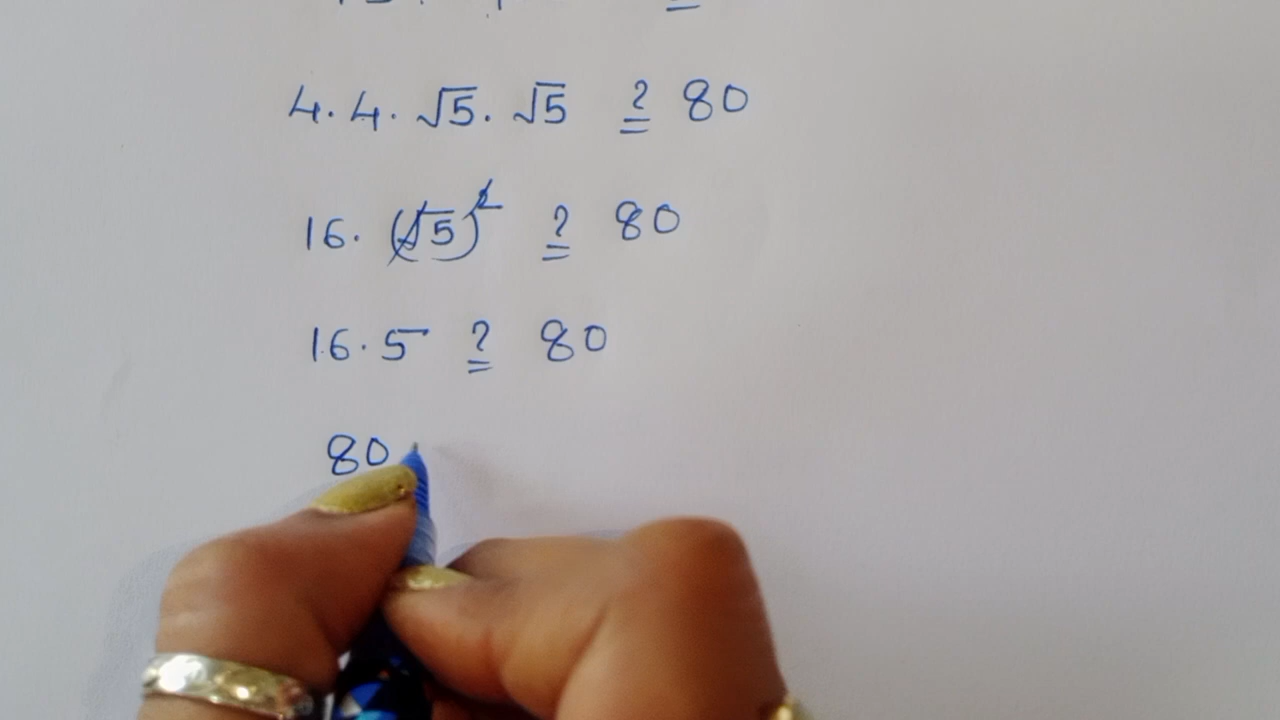 4.4.√5.√5 ≟ 80
16.(√5)² ≟ 80
16.5 ≟ 80
80